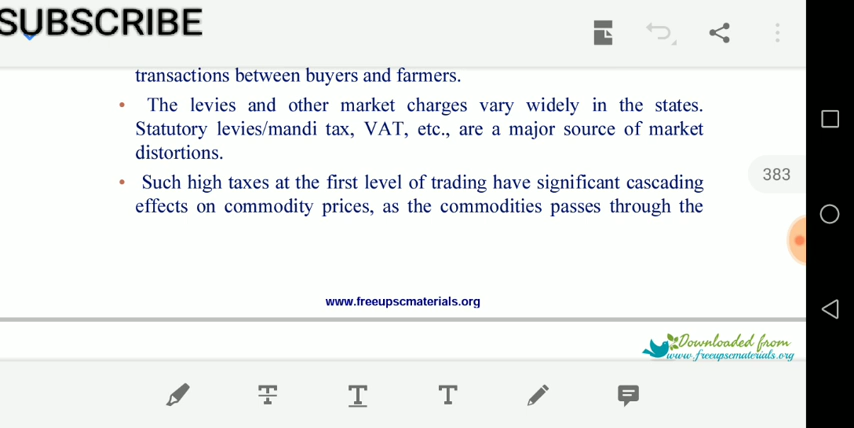 SUBSCRIBE
transactions between buyers and farmers.
• The levies and other market charges vary widely in the states.
Statutory levies/mandi tax, VAT, etc., are a major source of market
distortions.
383
• Such high taxes at the first level of trading have significant cascading
effects on commodity prices, as the commodities passes through the
www.freeupscmaterials.org
Downloaded from
www.freeupscmaterials.org
T T T